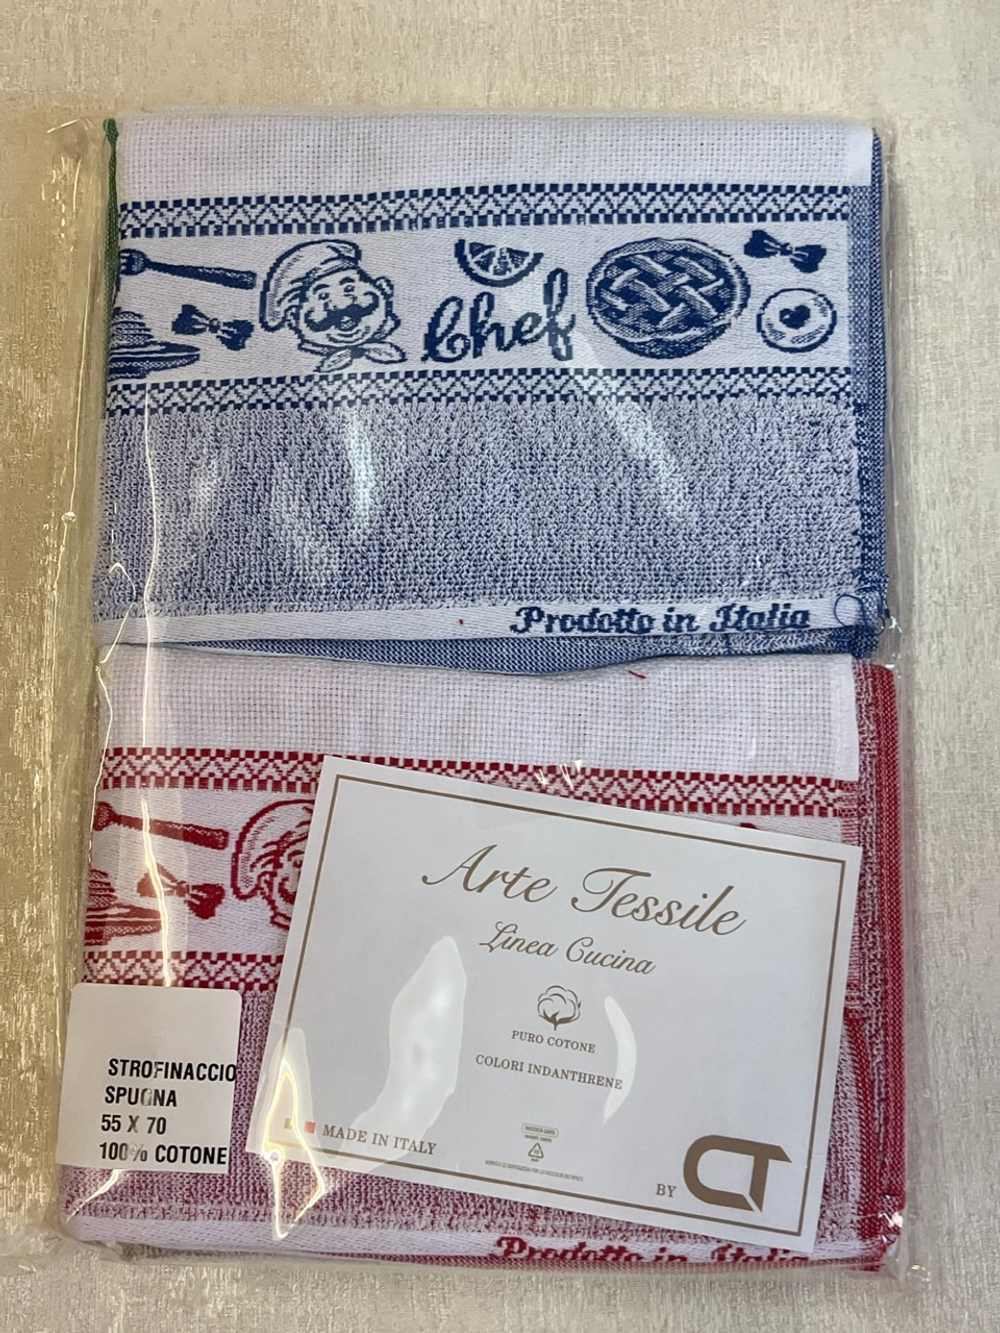 Chef
Prodotto in Italia
Arte Tessile
Linea Cucina
PURO COTONE
COLORI INDANTHRENE
MADE IN ITALY
BY CT
STROFINACCIO
SPUGNA
55 X 70
100% COTONE
Prodotto in Italia